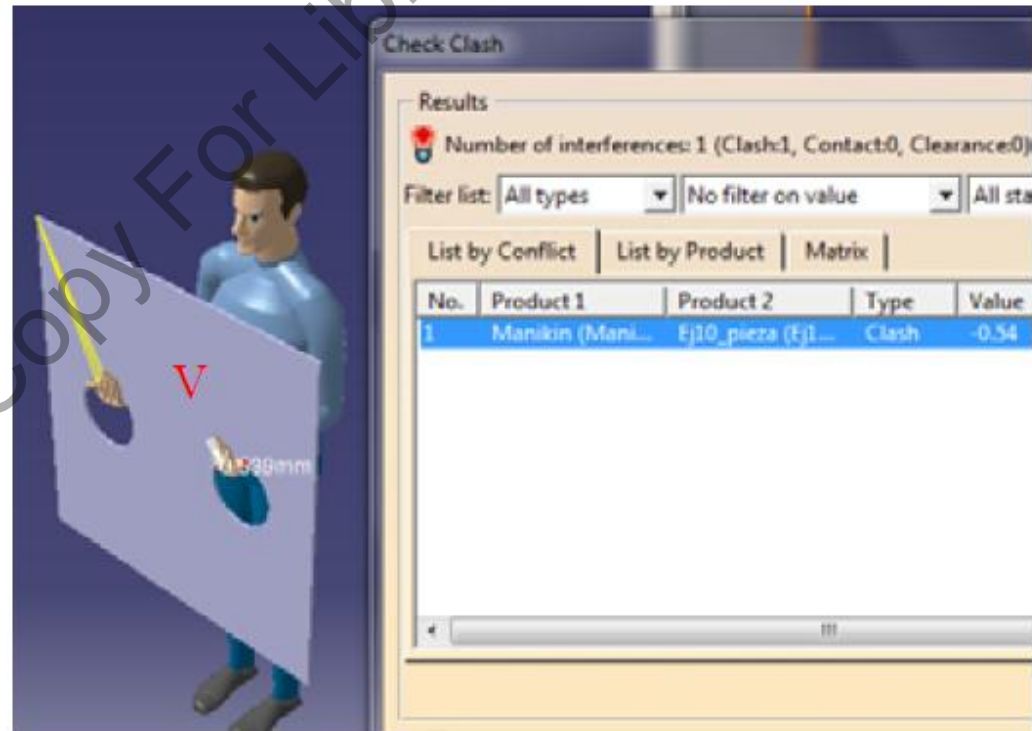 Copy For Lib
Check Clash
Results
Number of interferences: 1 (Clash:1, Contact:0, Clearance:0)
Filter list: All types No filter on value All sta
List by Conflict List by Product Matrix
No. Product 1 Product 2 Type Value
1 Manikin (Mani... Ej10_pieza (Ej1... Clash -0.54
V